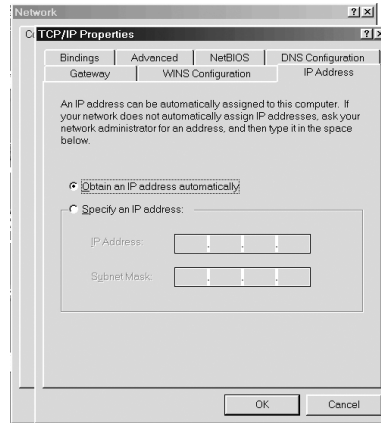 Network
TCP/IP Properties
Bindings Advanced NetBIOS DNS Configuration
Gateway WINS Configuration IP Address
An IP address can be automatically assigned to this computer. If
your network does not automatically assign IP addresses, ask your
network administrator for an address, and then type it in the space
below.
Obtain an IP address automatically
Specify an IP address:
IP Address:
Subnet Mask:
OK Cancel